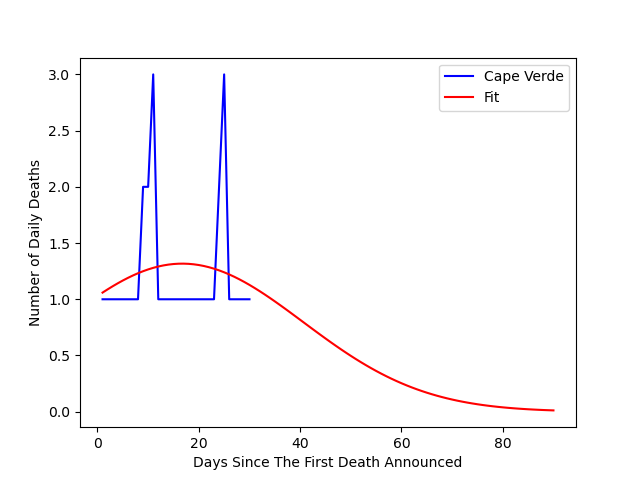 Cape Verde
Fit
3.0
2.5
2.0
1.5
1.0
0.5
0.0
Number of Daily Deaths
0 20 40 60 80
Days Since The First Death Announced